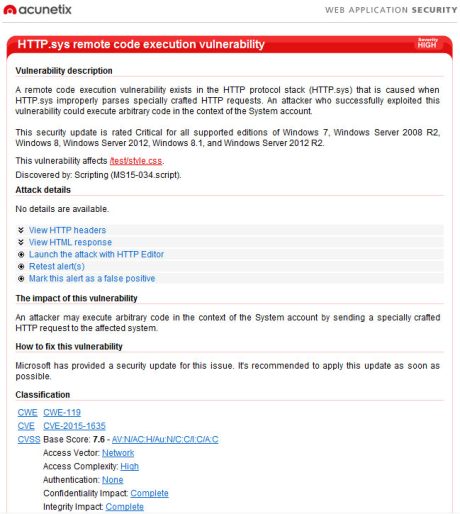 acunetix
WEB APPLICATION SECURITY
HTTP.sys remote code execution vulnerability
Severity
HIGH
Vulnerability description
A remote code execution vulnerability exists in the HTTP protocol stack (HTTP.sys) that is caused when
HTTP.sys improperly parses specially crafted HTTP requests. An attacker who successfully exploited this
vulnerability could execute arbitrary code in the context of the System account.
This security update is rated Critical for all supported editions of Windows 7, Windows Server 2008 R2,
Windows 8, Windows Server 2012, Windows 8.1, and Windows Server 2012 R2.
This vulnerability affects /test/style.css.
Discovered by: Scripting (MS15-034.script).
Attack details
No details are available.
View HTTP headers
View HTML response
Launch the attack with HTTP Editor
Retest alert(s)
Mark this alert as a false positive
The impact of this vulnerability
An attacker may execute arbitrary code in the context of the System account by sending a specially crafted
HTTP request to the affected system.
How to fix this vulnerability
Microsoft has provided a security update for this issue. It's recommended to apply this update as soon as
possible.
Classification
CWE CWE-119
CVE CVE-2015-1635
CVSS Base Score: 7.6 - AV:N/AC:H/Au:N/C:C/I:C/A:C
Access Vector: Network
Access Complexity: High
Authentication: None
Confidentiality Impact: Complete
Integrity Impact: Complete